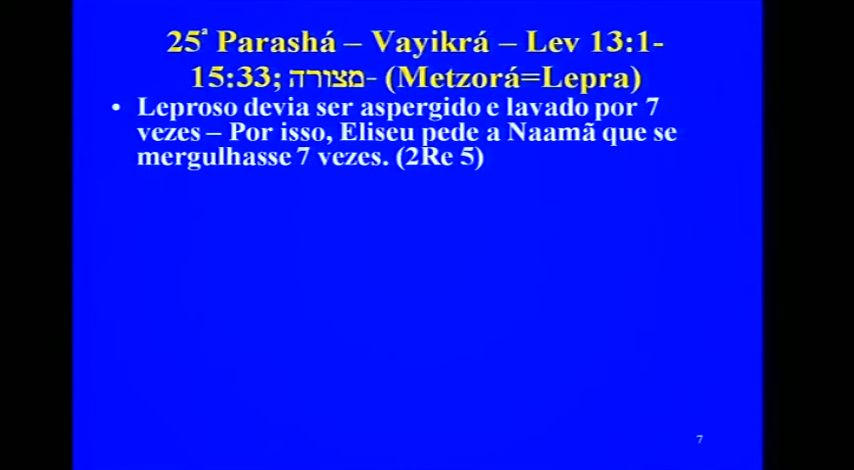 25ª Parashá – Vayikrá – Lev 13:1-
15:33; מצורה- (Metzorá=Lepra)
• Leproso devia ser aspergido e lavado por 7
vezes – Por isso, Eliseu pede a Naamã que se
mergulhasse 7 vezes. (2Re 5)
7